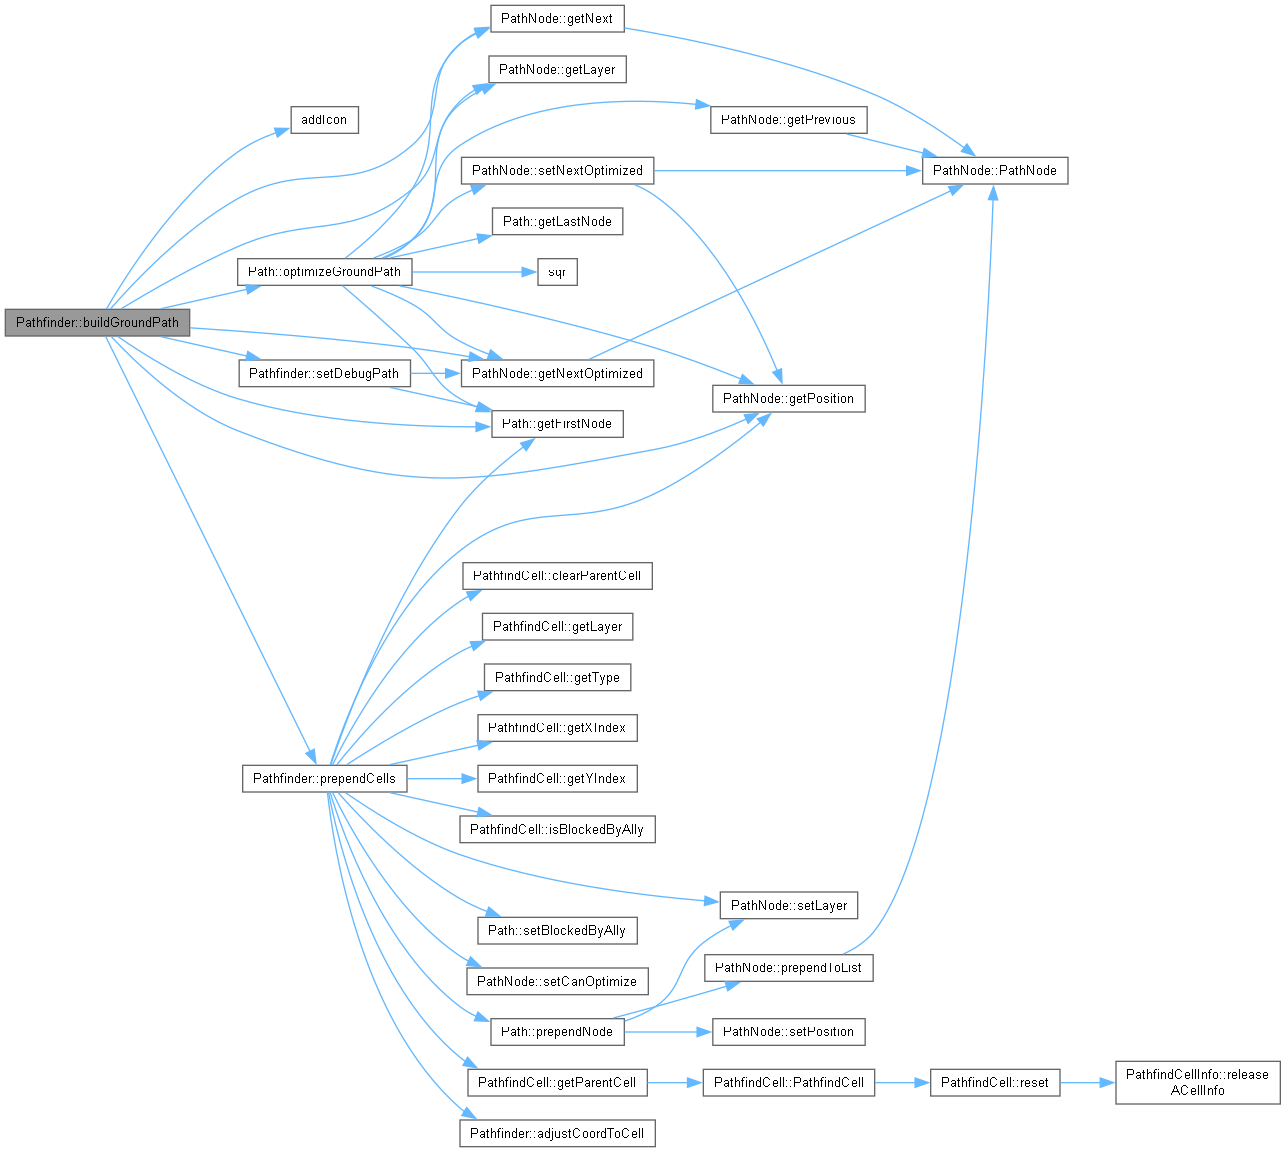 PathNode::getNext
PathNode::getLayer
addIcon
PathNode::getPrevious
PathNode::setNextOptimized
PathNode::PathNode
Path::getLastNode
Path::optimizeGroundPath
sqr
Pathfinder::buildGroundPath
Pathfinder::setDebugPath
PathNode::getNextOptimized
PathNode::getPosition
Path::getFirstNode
PathfindCell::clearParentCell
PathfindCell::getLayer
PathfindCell::getType
PathfindCell::getXIndex
Pathfinder::prependCells
PathfindCell::getYIndex
PathfindCell::isBlockedByAlly
PathNode::setLayer
Path::setBlockedByAlly
PathNode::prependToList
PathNode::setCanOptimize
Path::prependNode
PathNode::setPosition
PathfindCell::getParentCell
PathfindCell::PathfindCell
PathfindCell::reset
PathfindCellInfo::release
ACellInfo
Pathfinder::adjustCoordToCell